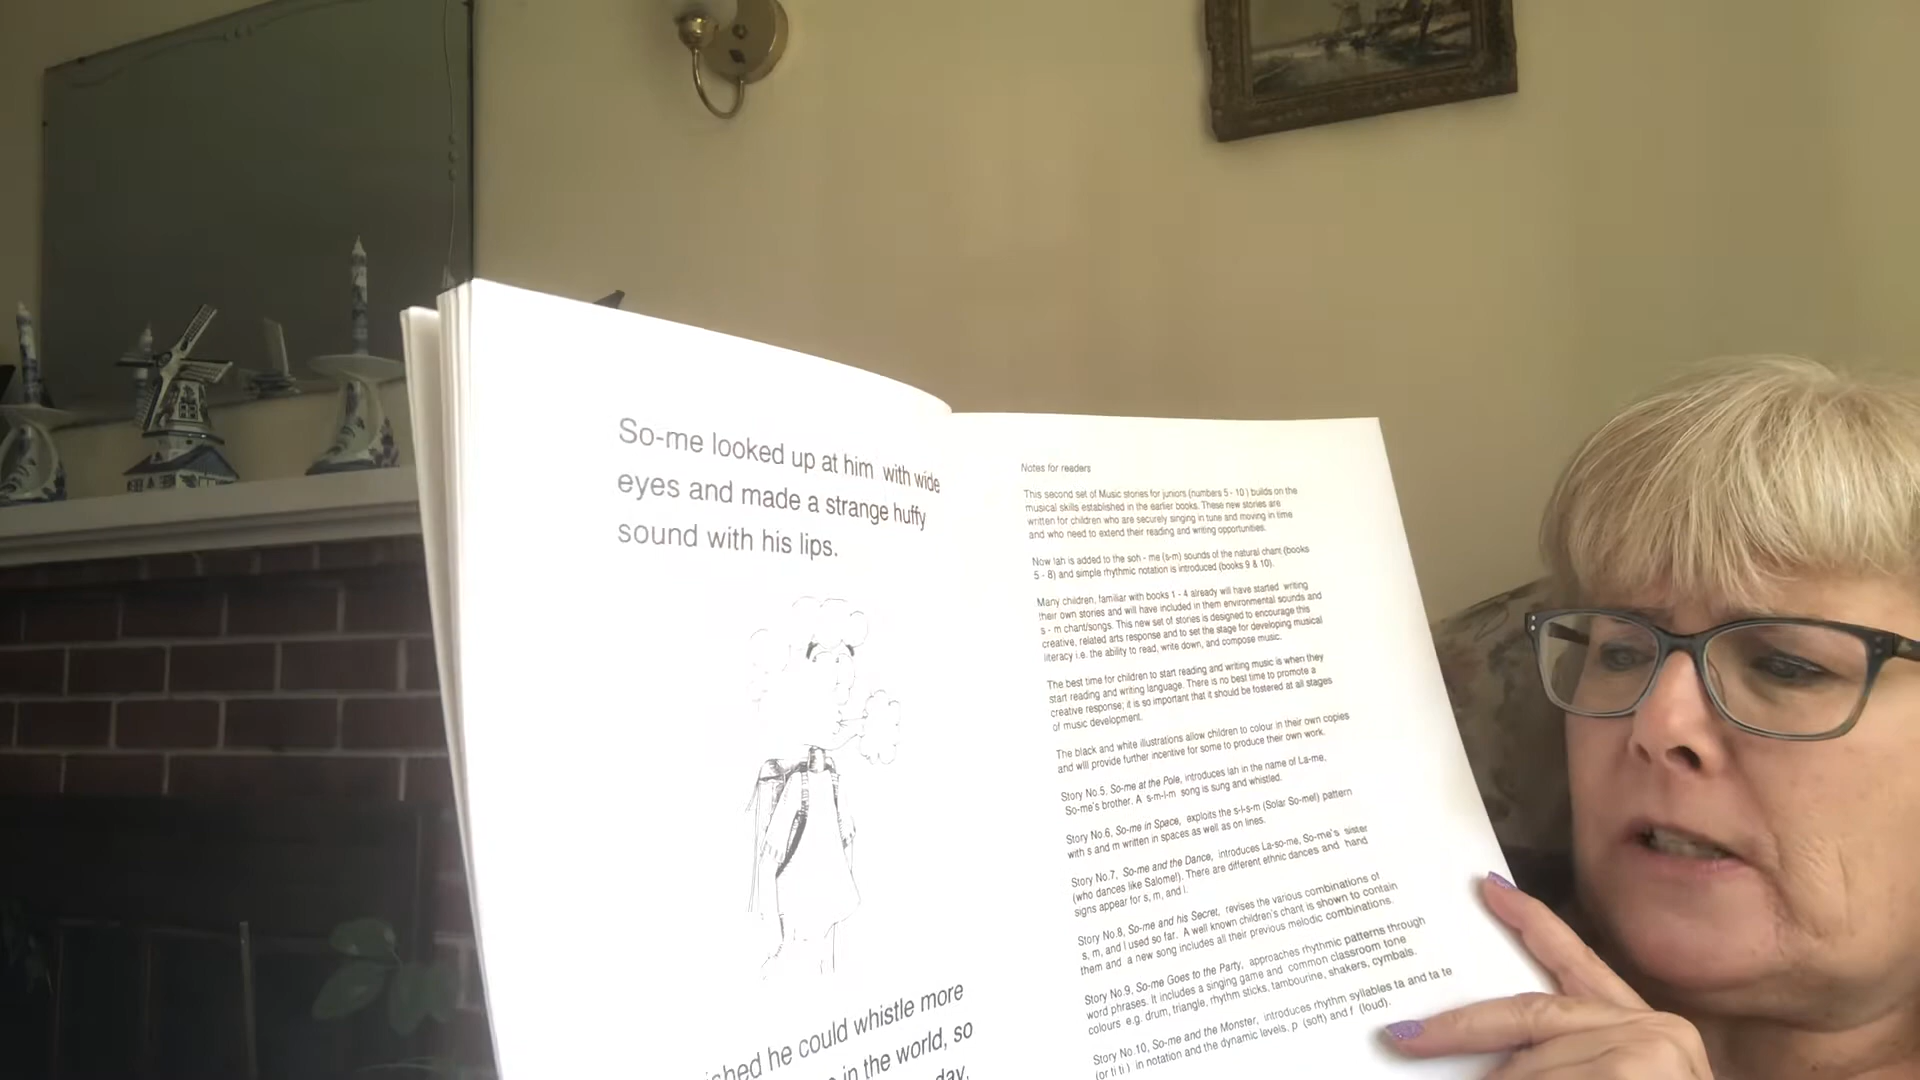 So-me looked up at him with wide
eyes and made a strange huffy
sound with his lips.
ished he could whistle more
in the world, so
day,
Notes for readers
This second set of Music stories for juniors (numbers 5 - 10 ) builds on the
musical skills established in the earlier books. These new stories are
written for children who are securely singing in tune and moving in time
and who need to extend their reading and writing opportunities.
Now lah is added to the soh - me (s-m) sounds of the natural chant (books
5 - 8) and simple rhythmic notation is introduced (books 9 & 10).
Many children, familiar with books 1 - 4 already will have started writing
their own stories and will have included in them environmental sounds and
s - m chant/songs. This new set of stories is designed to encourage this
creative, related arts response and to set the stage for developing musical
literacy i.e. the ability to read, write down, and compose music.
The best time for children to start reading and writing music is when they
start reading and writing language. There is no best time to promote a
creative response; it is so important that it should be fostered at all stages
of music development.
The black and white illustrations allow children to colour in their own copies
and will provide further incentive for some to produce their own work.
Story No.5, So-me at the Pole, introduces lah in the name of La-me,
So-me's brother. A s-m-l-m song is sung and whistled.
Story No.6, So-me in Space, exploits the s-l-s-m (Solar So-me!) pattern
with s and m written in spaces as well as on lines.
Story No.7, So-me and the Dance, introduces La-so-me, So-me's sister
(who dances like Salome!). There are different ethnic dances and hand
signs appear for s, m, and l.
Story No.8, So-me and his Secret, revises the various combinations of
s, m, and l used so far. A well known children's chant is shown to contain
them and a new song includes all their previous melodic combinations.
Story No.9, So-me Goes to the Party, approaches rhythmic patterns through
word phrases. It includes a singing game and common classroom tone
colours e.g. drum, triangle, rhythm sticks, tambourine, shakers, cymbals.
Story No.10, So-me and the Monster, introduces rhythm syllables ta and ta te
(or ti ti ) in notation and the dynamic levels, p (soft) and f (loud).